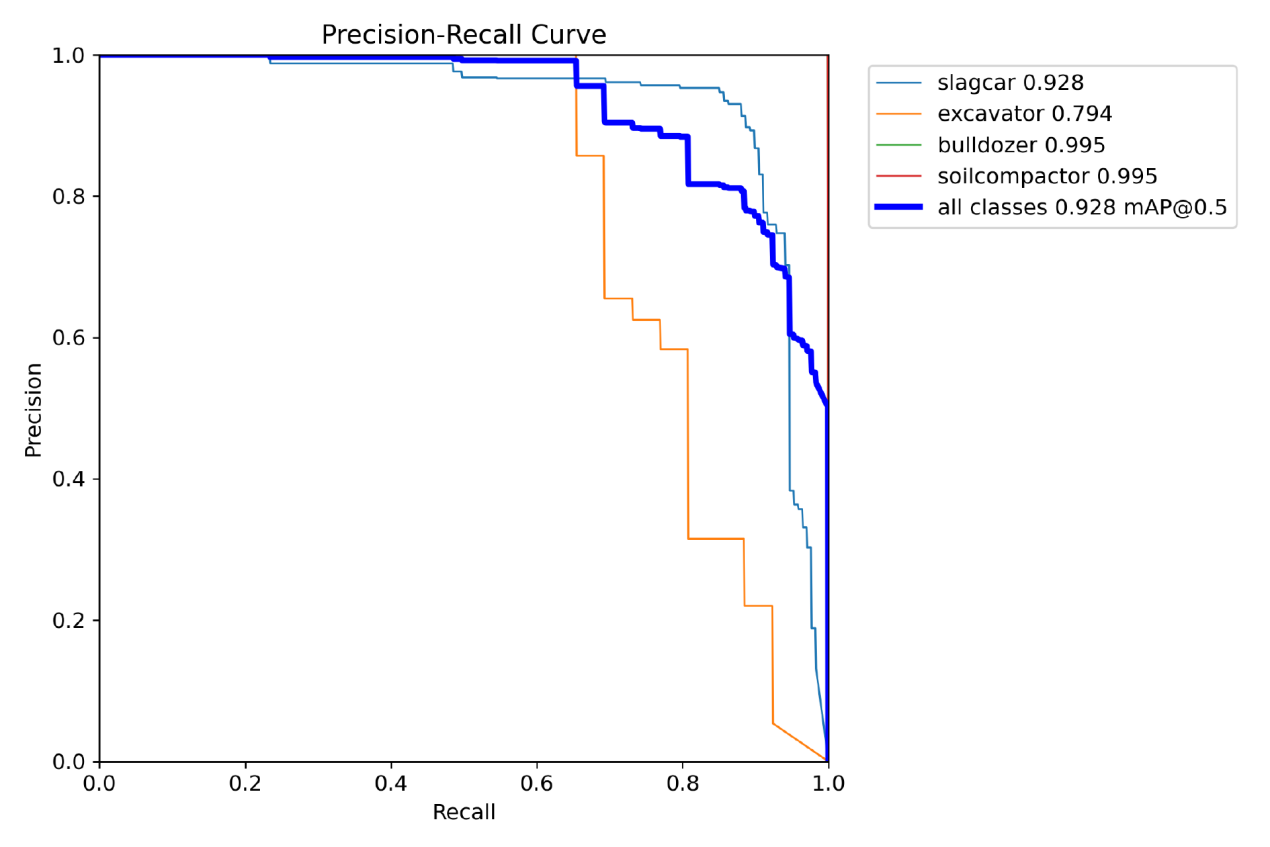 Precision-Recall Curve
1.0
0.8
0.6
0.4
0.2
0.0
Precision
0.0 0.2 0.4 0.6 0.8 1.0
Recall
slagcar 0.928
excavator 0.794
bulldozer 0.995
soilcompactor 0.995
all classes 0.928 mAP@0.5